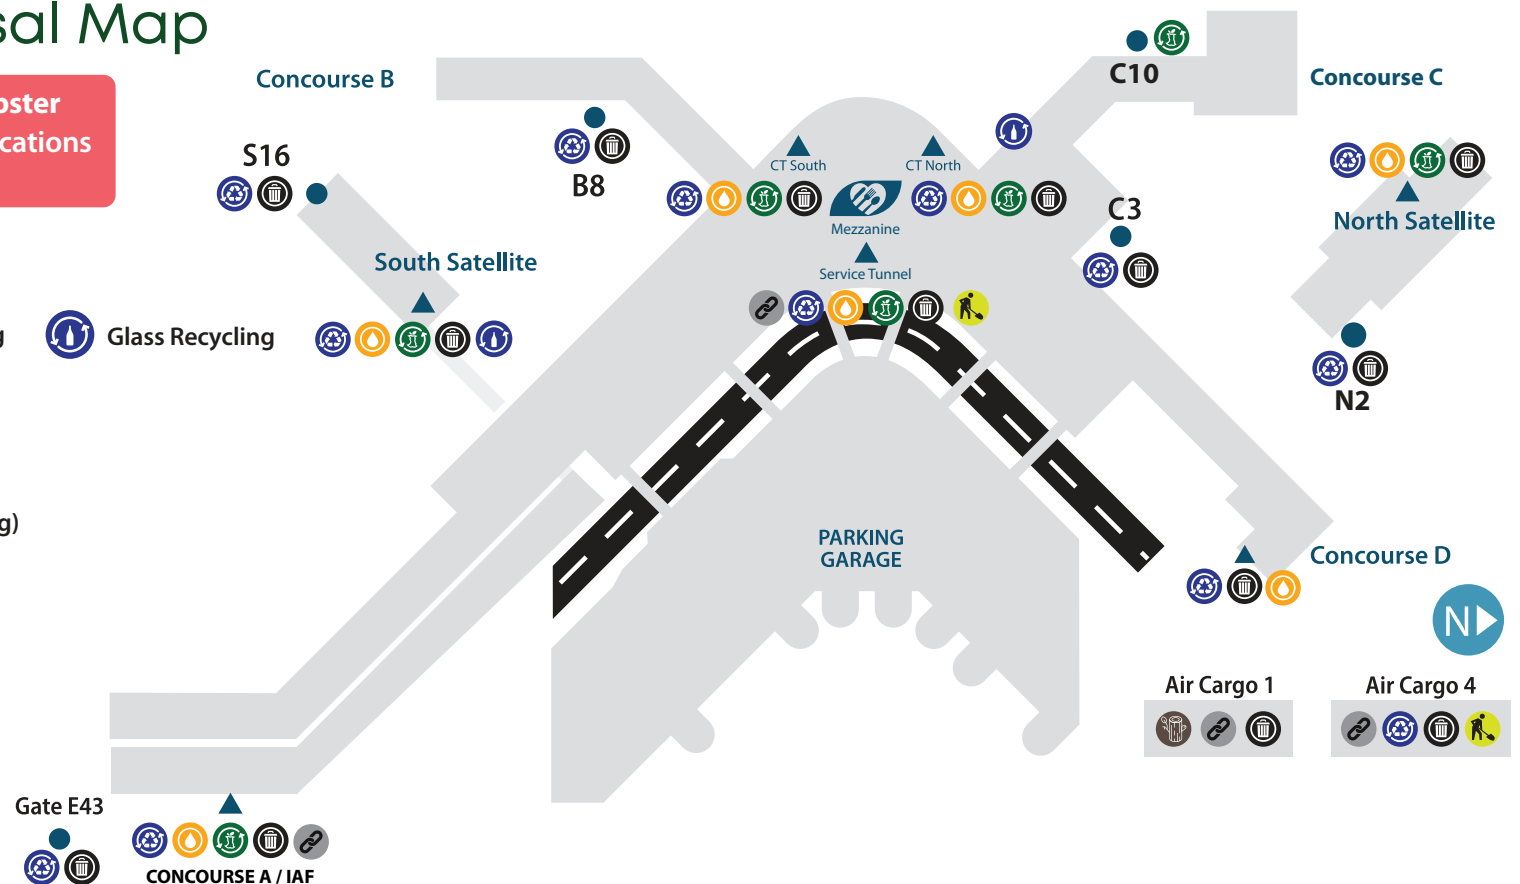 sal Map
Concourse B
C10
Concourse C
S16
B8
CT South
CT North
Mezzanine
Service Tunnel
C3
North Satellite
South Satellite
g
Glass Recycling
N2
g)
PARKING
GARAGE
Concourse D
N
Air Cargo 1
Air Cargo 4
Gate E43
CONCOURSE A / IAF
pster
cations